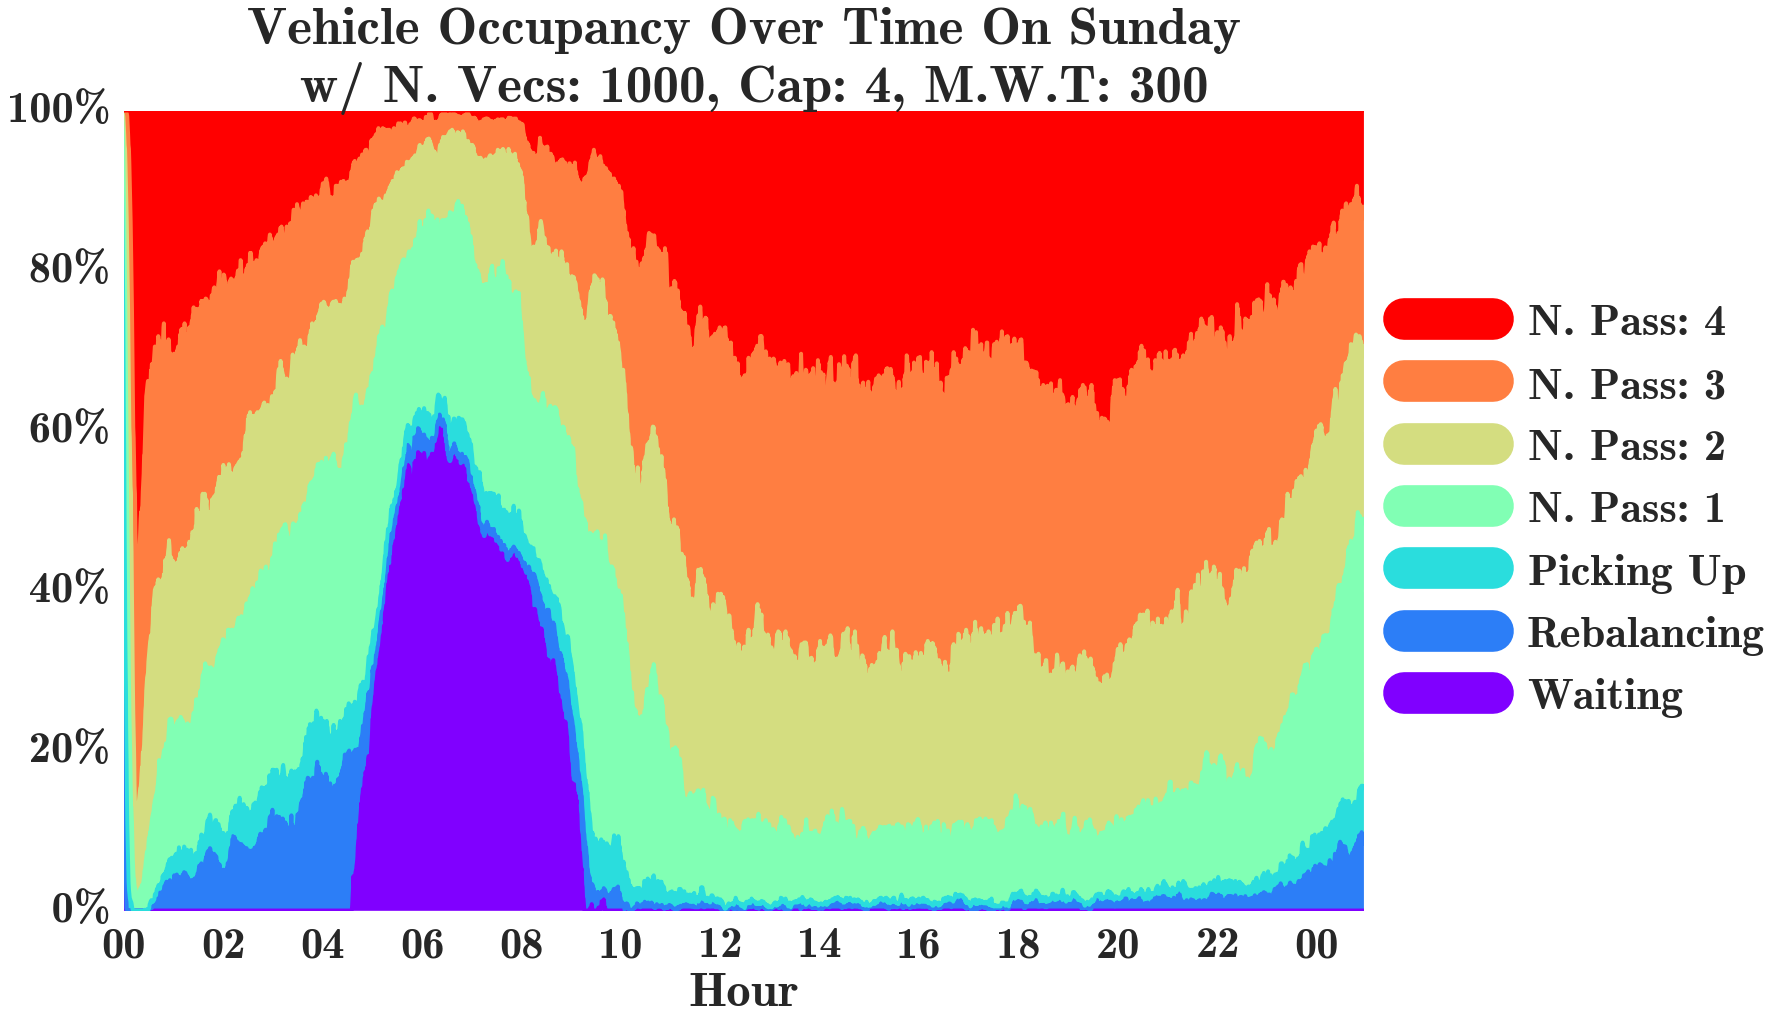 Vehicle Occupancy Over Time On Sunday
w/ N. Vecs: 1000, Cap: 4, M.W.T: 300
100%
80%
60%
40%
20%
0%
00 02 04 06 08 10 12 14 16 18 20 22 00
Hour
N. Pass: 4
N. Pass: 3
N. Pass: 2
N. Pass: 1
Picking Up
Rebalancing
Waiting